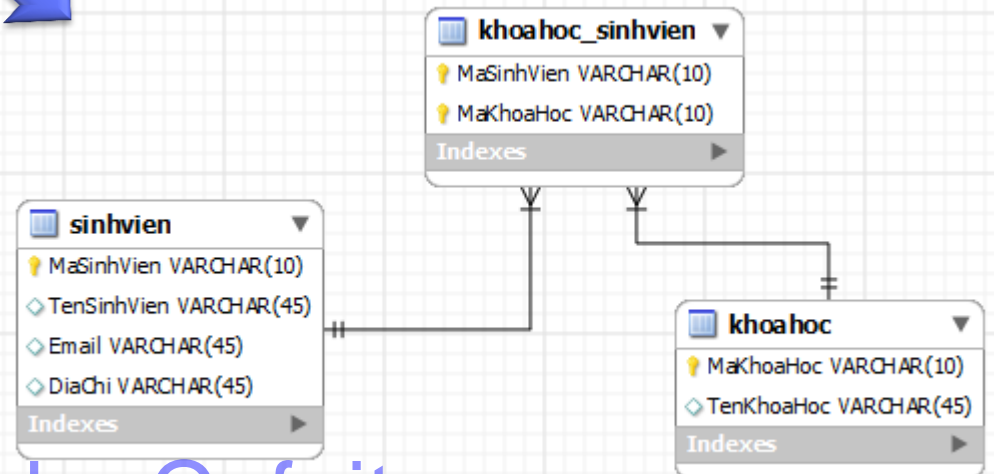 khoahoc_sinhvien
MaSinhVien VARCHAR(10)
MaKhoaHoc VARCHAR(10)
Indexes
sinhvien
MaSinhVien VARCHAR(10)
TenSinhVien VARCHAR(45)
Email VARCHAR(45)
DiaChi VARCHAR(45)
Indexes
khoahoc
MaKhoaHoc VARCHAR(10)
TenKhoaHoc VARCHAR(45)
Indexes